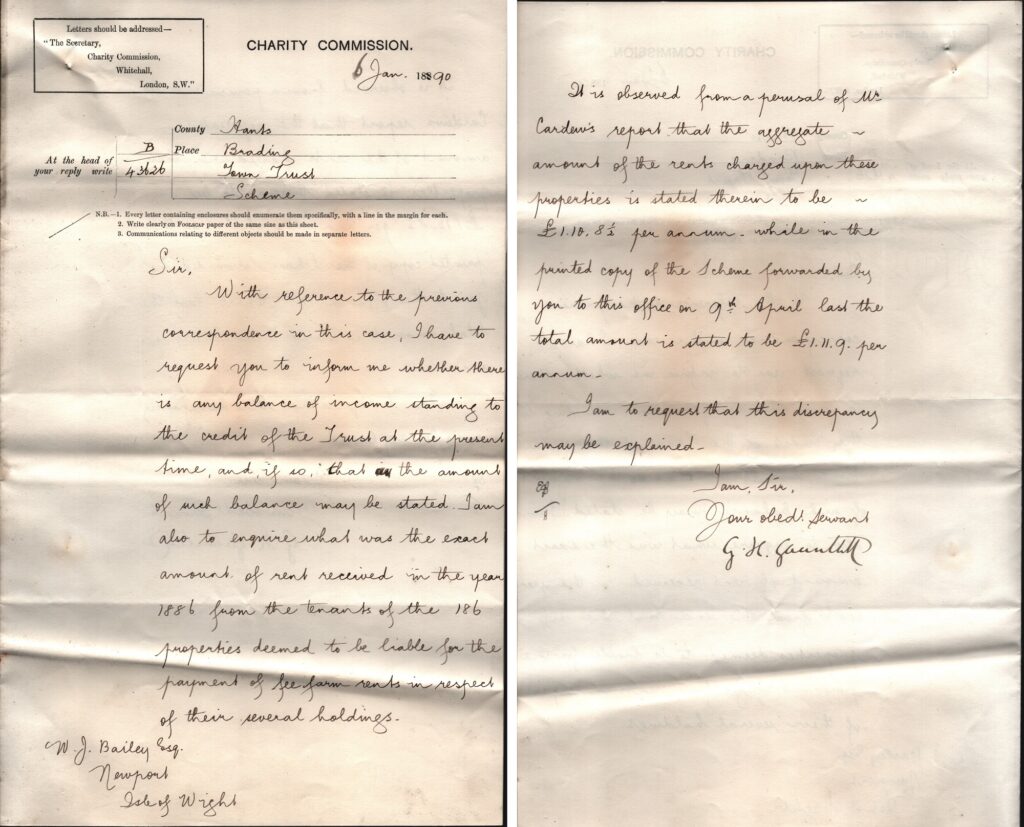 Letters should be addressed—
"The Secretary,
Charity Commission,
Whitehall,
London, S.W."
CHARITY COMMISSION.
6 Jan. 1890
At the head of
your reply write
B
43626
County Hants
Place Brading
Town Trust
Scheme
N.B.—1. Every letter containing enclosures should enumerate them specifically, with a line in the margin for each.
2. Write clearly on Foolscap paper of the same size as this sheet.
3. Communications relating to different objects should be made in separate letters.
Sir,
With reference to the previous
correspondence in this case, I have to
request you to inform me whether there
is any balance of income standing to
the credit of the Trust at the present
time, and, if so, that the amount
of such balance may be stated. I am
also to enquire what was the exact
amount of rent received in the year
1886 from the tenants of the 186
properties deemed to be liable for the
payment of fee farm rents in respect
of their several holdings.
W. J. Bailey Esq.
Newport
Isle of Wight
It is observed from a perusal of Mr
Cardew's report that the aggregate ~
amount of the rents charged upon these
properties is stated therein to be ~
£1.10.8½ per annum. while in the
printed copy of the Scheme forwarded by
you to this office on 9th April last the
total amount is stated to be £1.11.9. per
annum.
I am to request that this discrepancy
may be explained.
I am, Sir,
Your obedt. Servant
G. H. Gauntlett